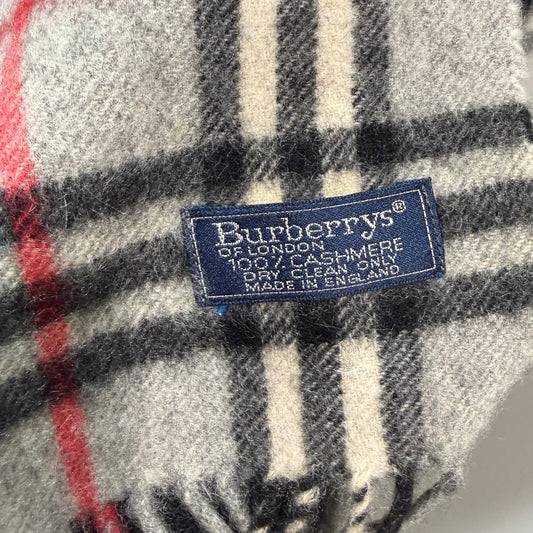 Burberrys®
OF LONDON
100% CASHMERE
DRY CLEAN ONLY
MADE IN ENGLAND